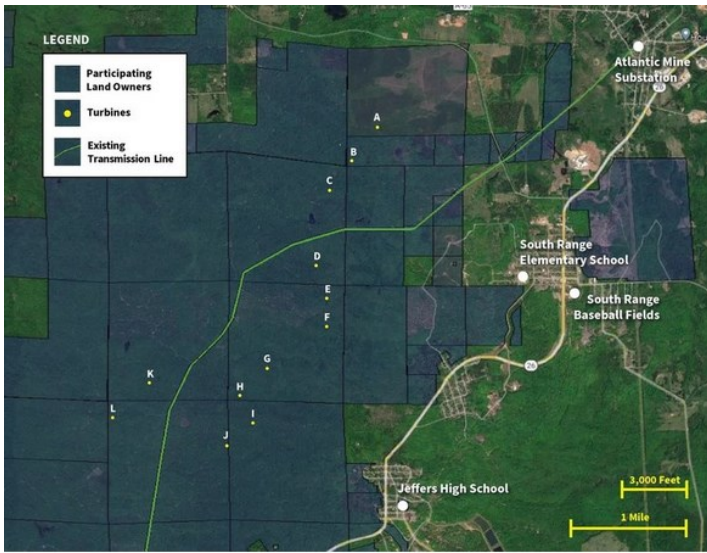 LEGEND
Participating
Land Owners
Turbines
Existing
Transmission Line
Atlantic Mine
Substation
26
A
B
C
South Range
Elementary School
D
E
South Range
Baseball Fields
F
26
G
K
H
L
I
J
Jeffers High School
3,000 Feet
1 Mile